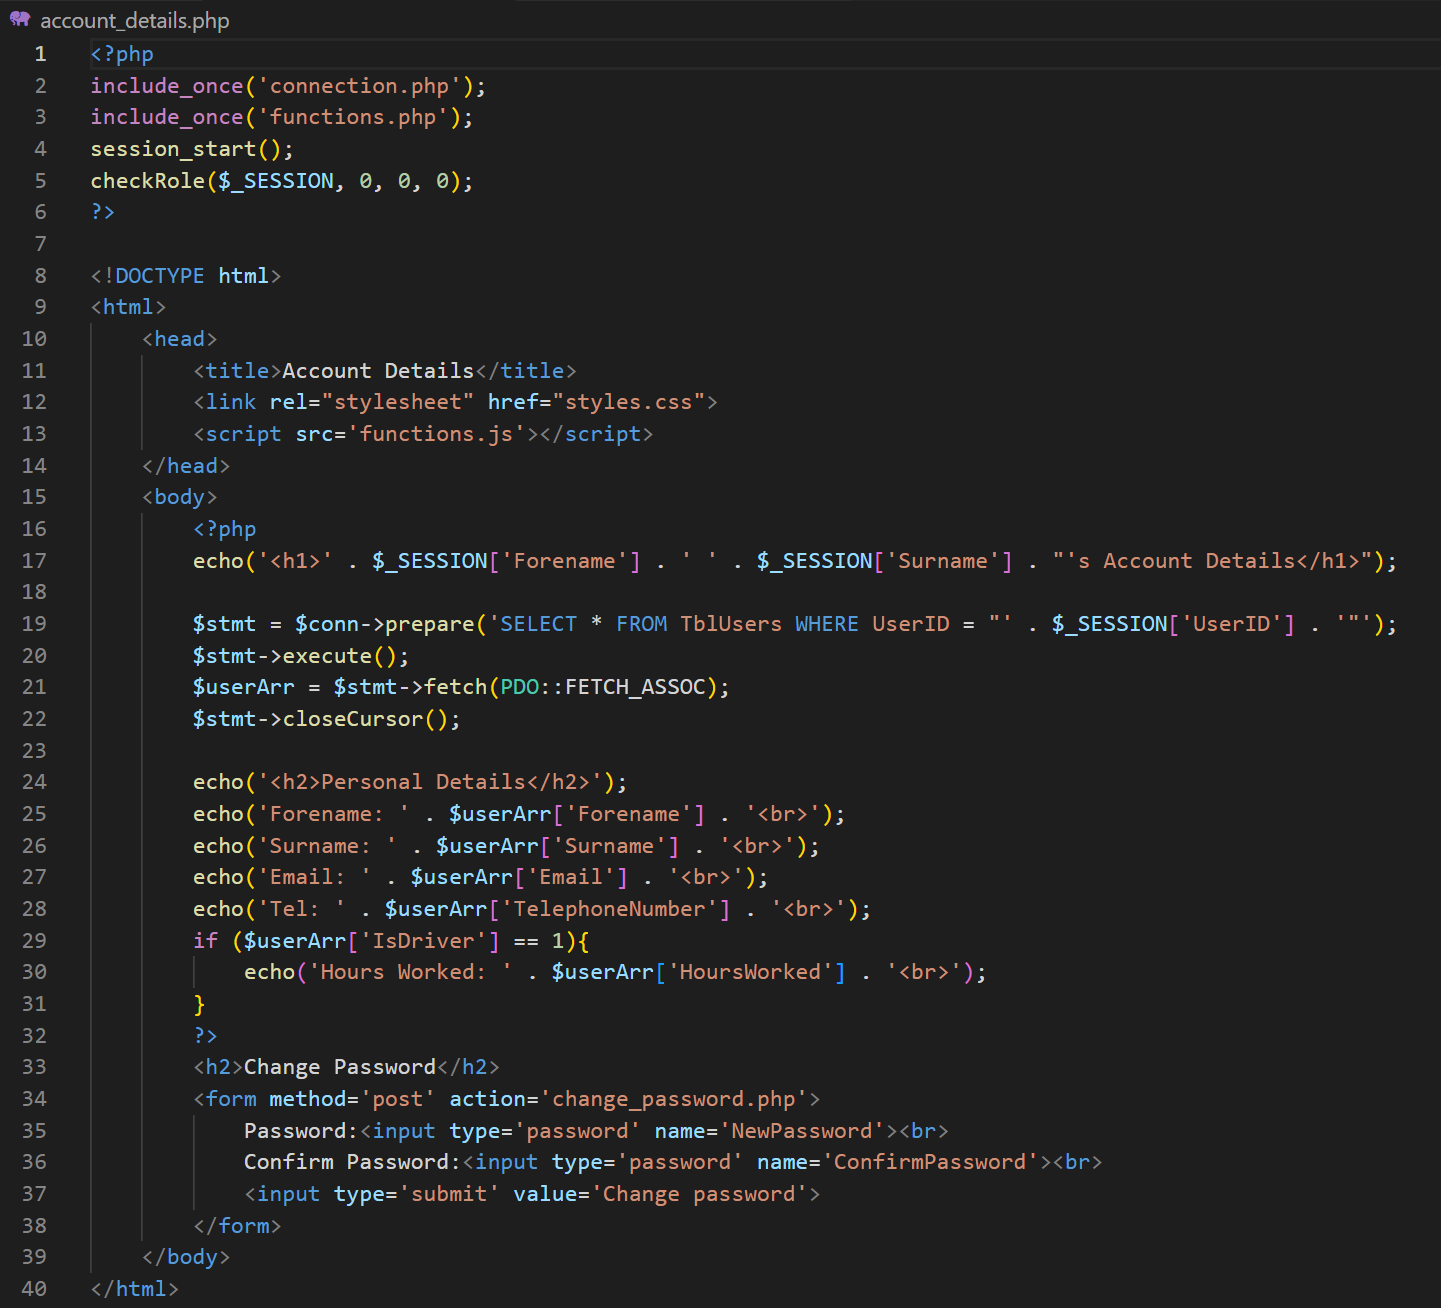 account_details.php
1 <?php
2 include_once('connection.php');
3 include_once('functions.php');
4 session_start();
5 checkRole($_SESSION, 0, 0, 0);
6 ?>
7
8 <!DOCTYPE html>
9 <html>
10     <head>
11         <title>Account Details</title>
12         <link rel="stylesheet" href="styles.css">
13         <script src='functions.js'></script>
14     </head>
15     <body>
16         <?php
17         echo('<h1>' . $_SESSION['Forename'] . ' ' . $_SESSION['Surname'] . "'s Account Details</h1>");
18
19         $stmt = $conn->prepare('SELECT * FROM TblUsers WHERE UserID = "' . $_SESSION['UserID'] . '"');
20         $stmt->execute();
21         $userArr = $stmt->fetch(PDO::FETCH_ASSOC);
22         $stmt->closeCursor();
23
24         echo('<h2>Personal Details</h2>');
25         echo('Forename: ' . $userArr['Forename'] . '<br>');
26         echo('Surname: ' . $userArr['Surname'] . '<br>');
27         echo('Email: ' . $userArr['Email'] . '<br>');
28         echo('Tel: ' . $userArr['TelephoneNumber'] . '<br>');
29         if ($userArr['IsDriver'] == 1){
30             echo('Hours Worked: ' . $userArr['HoursWorked'] . '<br>');
31         }
32         ?>
33         <h2>Change Password</h2>
34         <form method='post' action='change_password.php'>
35             Password:<input type='password' name='NewPassword'><br>
36             Confirm Password:<input type='password' name='ConfirmPassword'><br>
37             <input type='submit' value='Change password'>
38         </form>
39     </body>
40 </html>